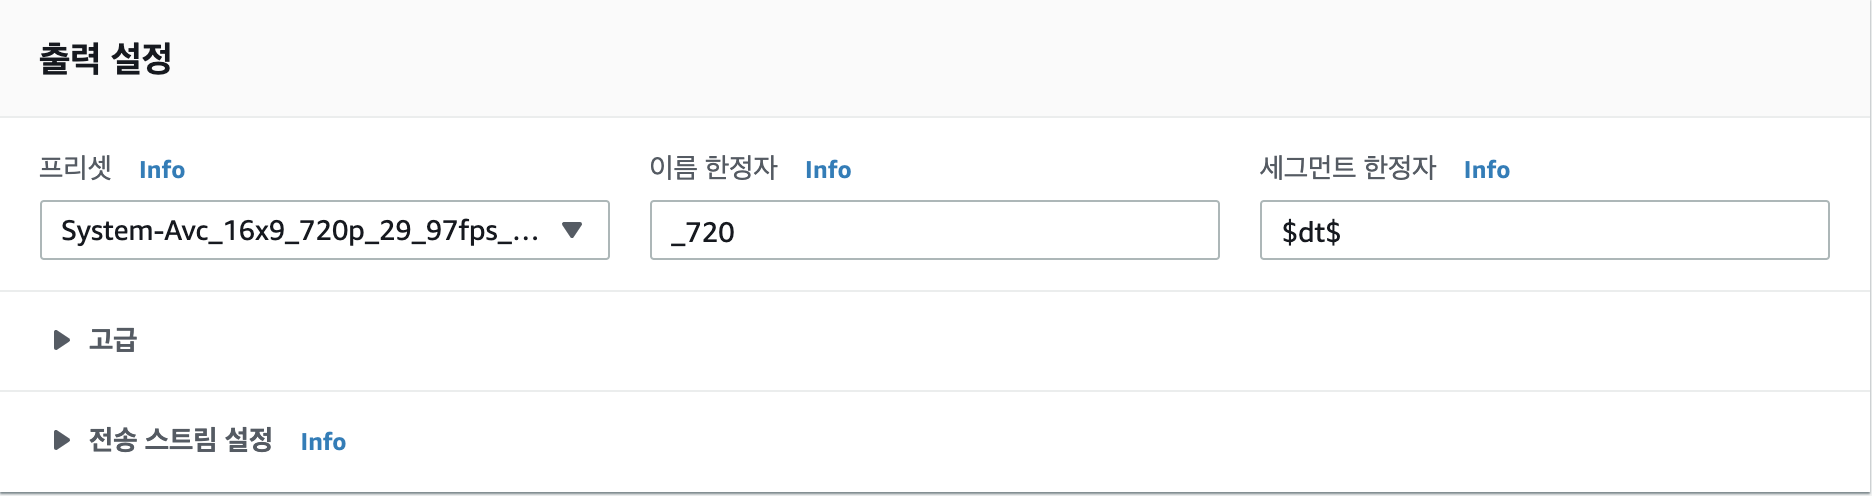 출력 설정
프리셋 Info 이름 한정자 Info 세그먼트 한정자 Info
System-Avc_16x9_720p_29_97fps_... _720 $dt$
고급
전송 스트림 설정 Info